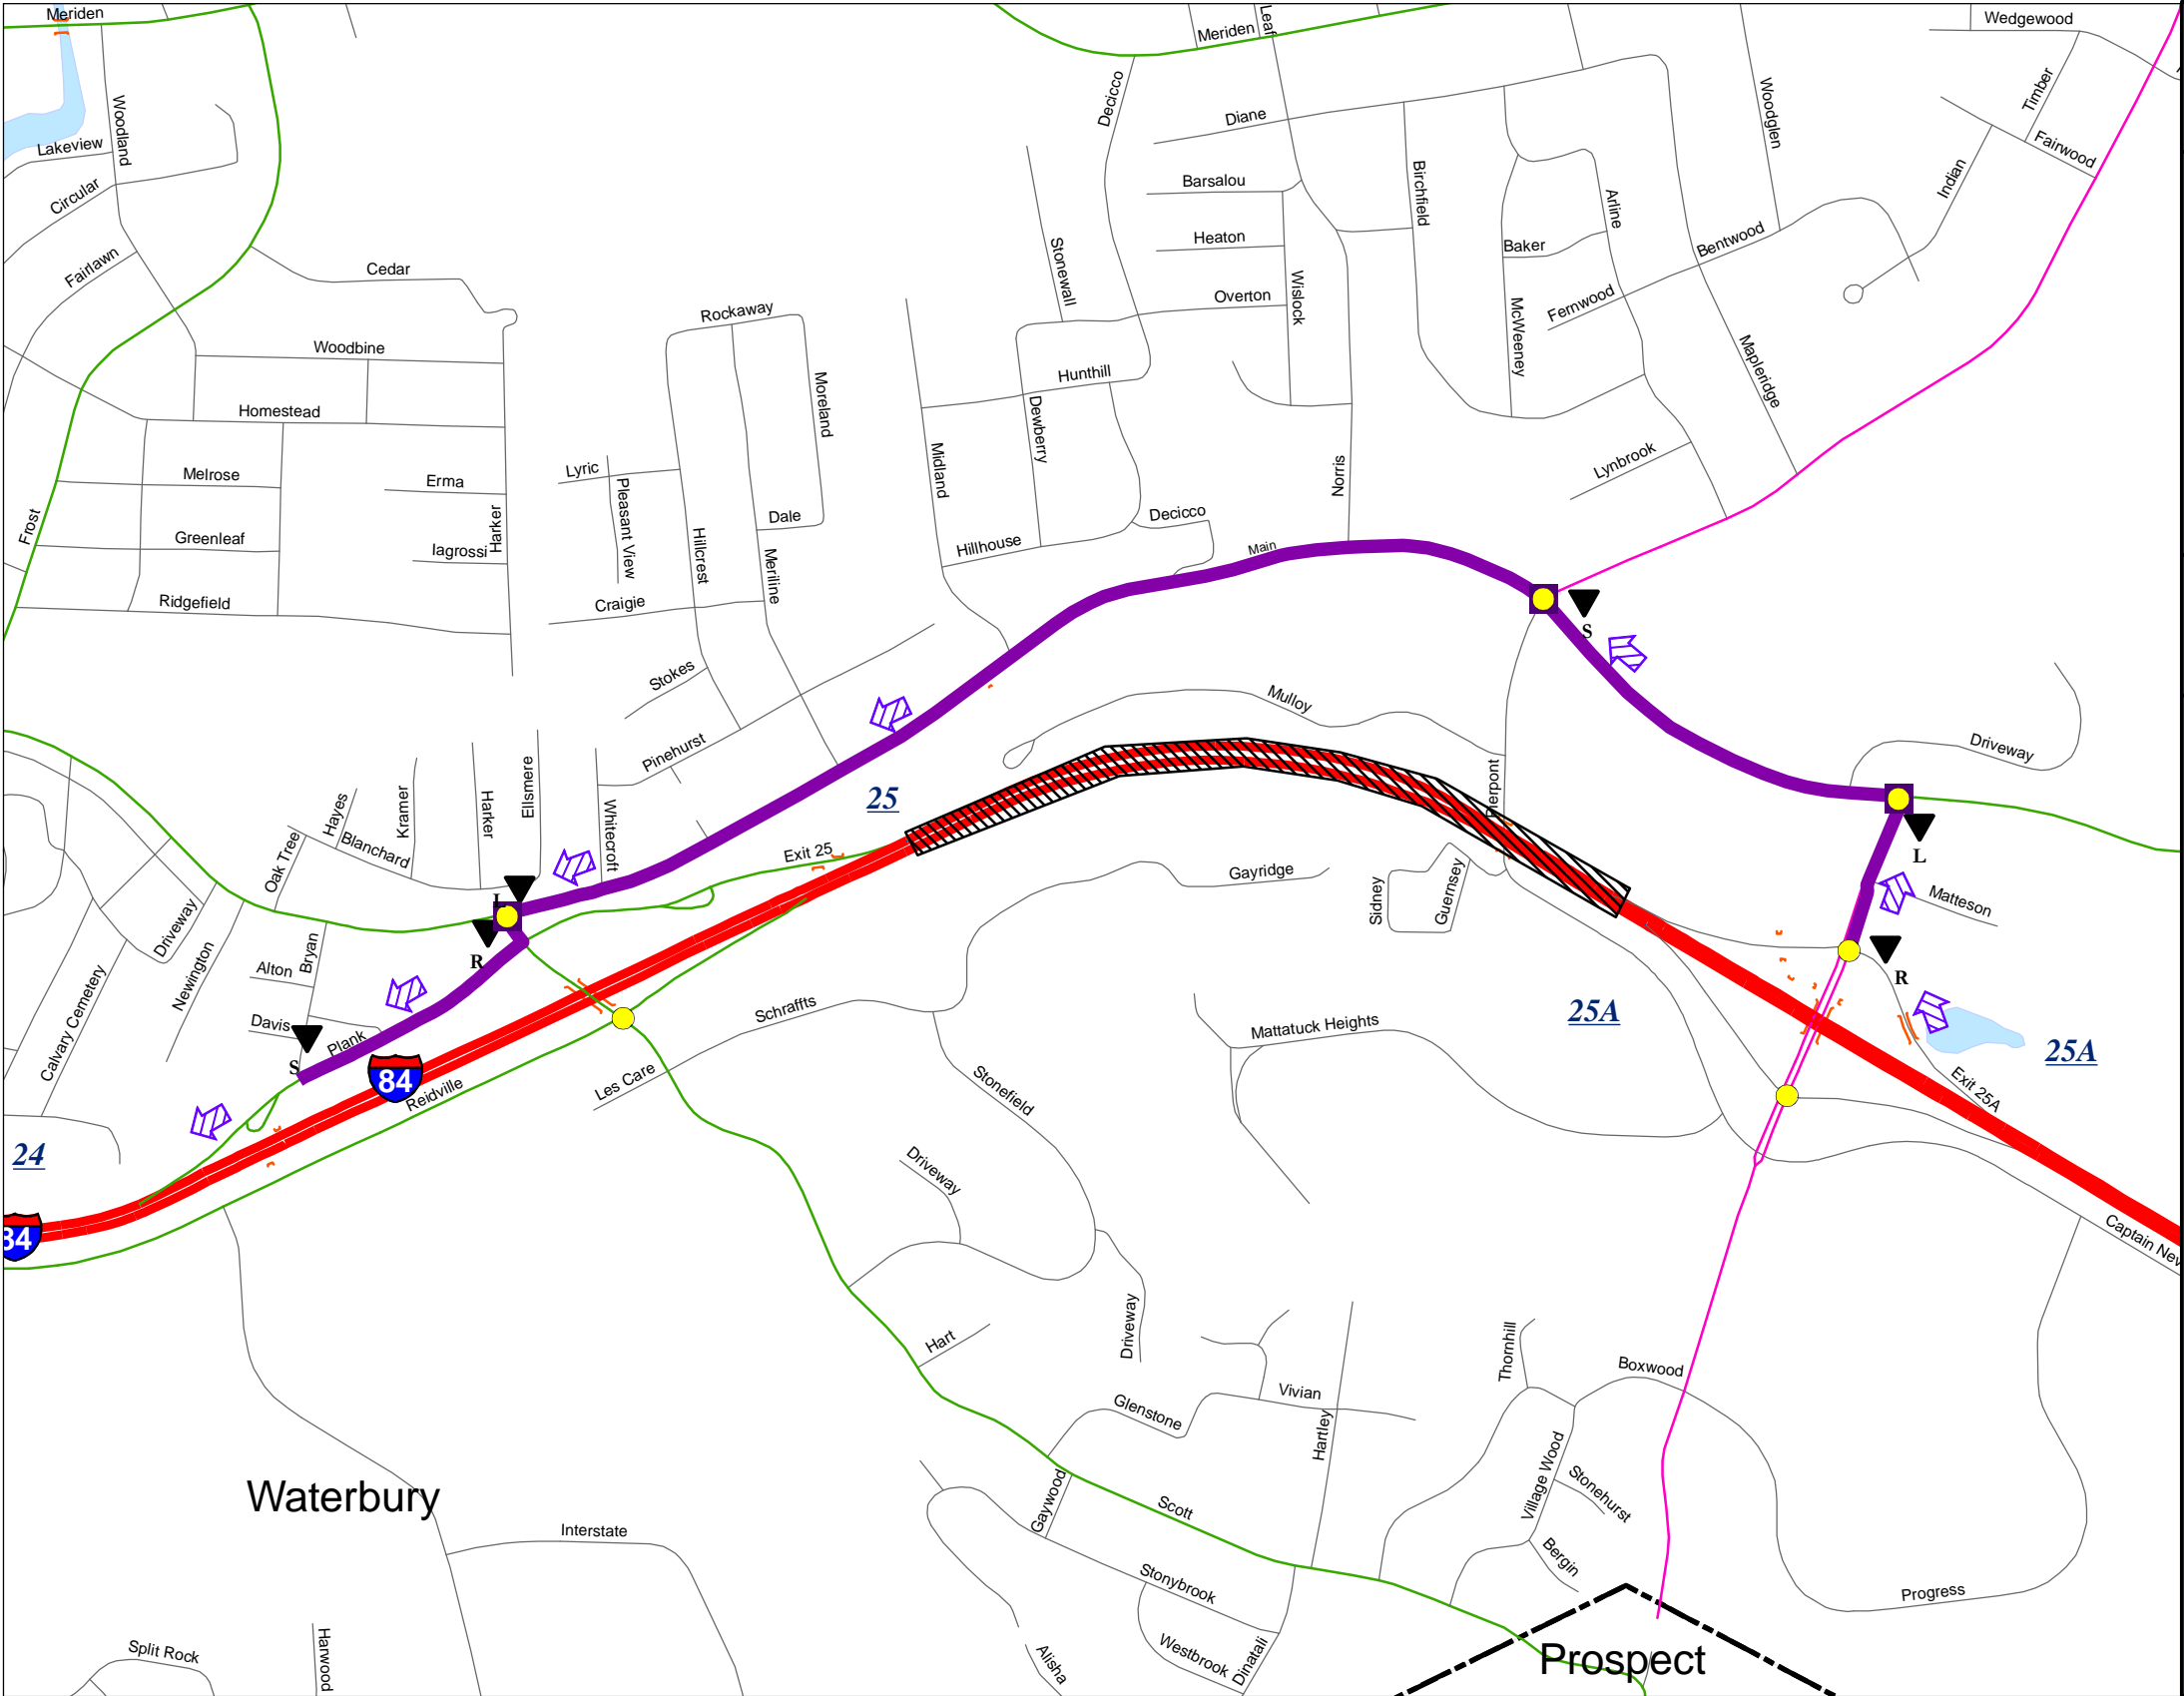 Meriden
Meriden
Leaf
Wedgewood
Woodland
Lakeview
Circular
Fairlawn
Cedar
Decicco
Diane
Barsalou
Heaton
Overton
Wislock
Birchfield
Arline
Baker
McWeeney
Fernwood
Bentwood
Woodglen
Timber
Fairwood
Indian
Mapleridge
Stonewall
Rockaway
Moreland
Woodbine
Homestead
Melrose
Erma
Harker
Greenleaf
Iagrossi
Frost
Ridgefield
Lyric
Pleasant View
Hillcrest
Dale
Meriline
Craigie
Midland
Hunthill
Dewberry
Hillhouse
Decicco
Norris
Lynbrook
Main
S
Stokes
Pinehurst
Mulloy
Pierpont
Driveway
L
Matteson
R
25
Exit 25
Hayes
Kramer
Harker
Ellsmere
Whitecroft
Blanchard
Oak Tree
L
R
Gayridge
Sidney
Guernsey
25A
25A
Exit 25A
Driveway
Newington
Bryan
Alton
Davis
Plank
S
Calvary Cemetery
84
Reidville
Schraffts
Les Care
Mattatuck Heights
Stonefield
Driveway
24
84
Captain Nev
Driveway
Hart
Thornhill
Boxwood
Vivian
Glenstone
Hartley
Village Wood
Stonehurst
Bergin
Waterbury
Interstate
Gaywood
Scott
Stonybrook
Westbrook
Dinatali
Alisha
Progress
Prospect
Split Rock
Harwood